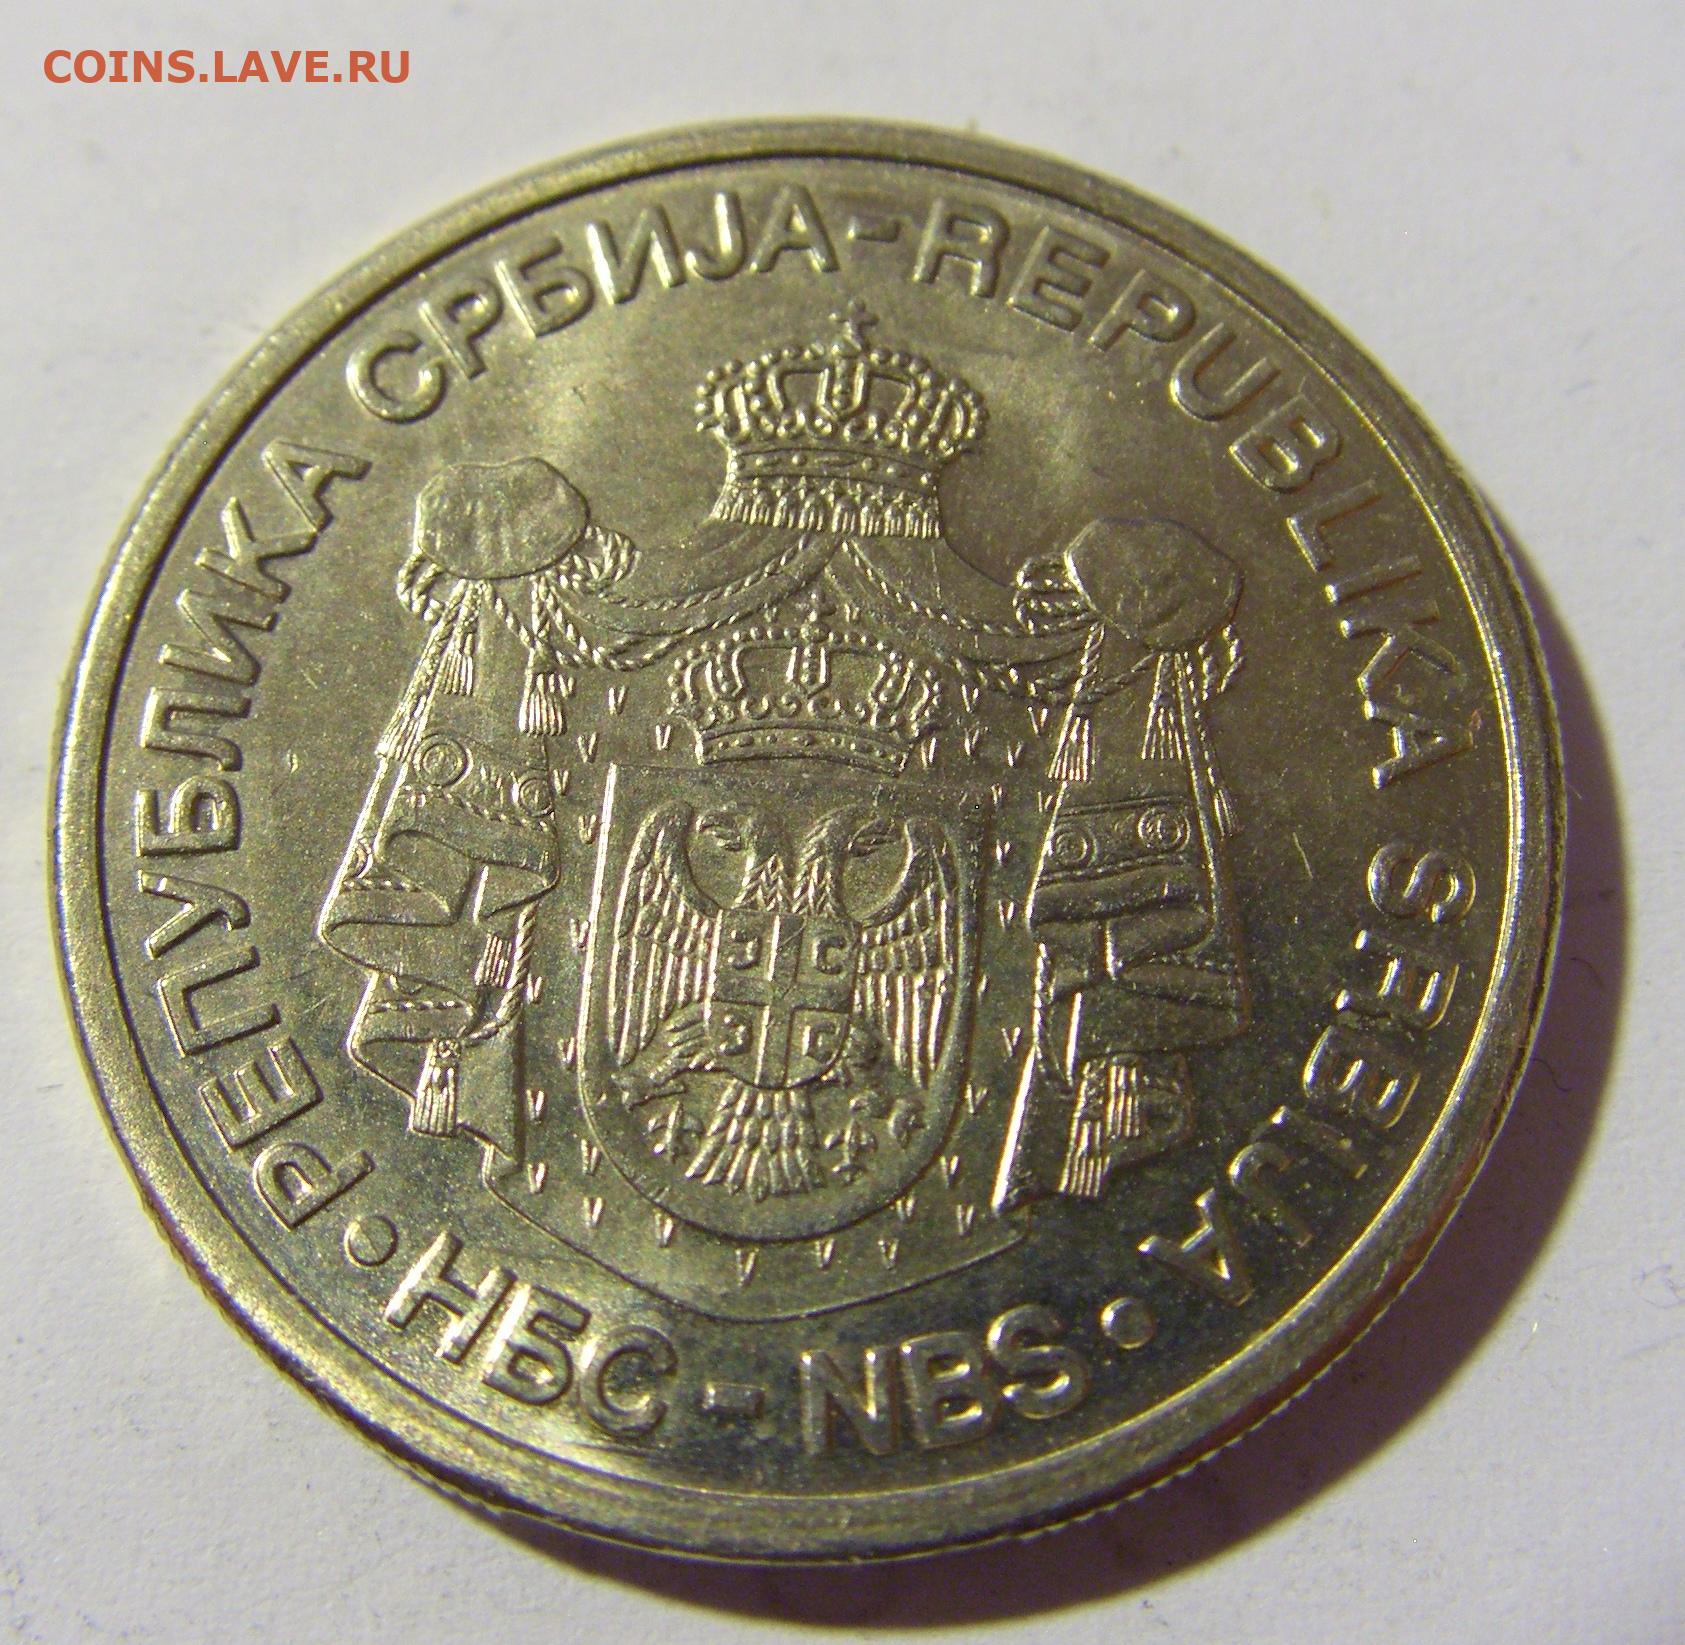 COINS.LAVE.RU
РЕПУБЛИКА СРБИЈА-REPUBLIKA SRBIJA
НБС-NBS